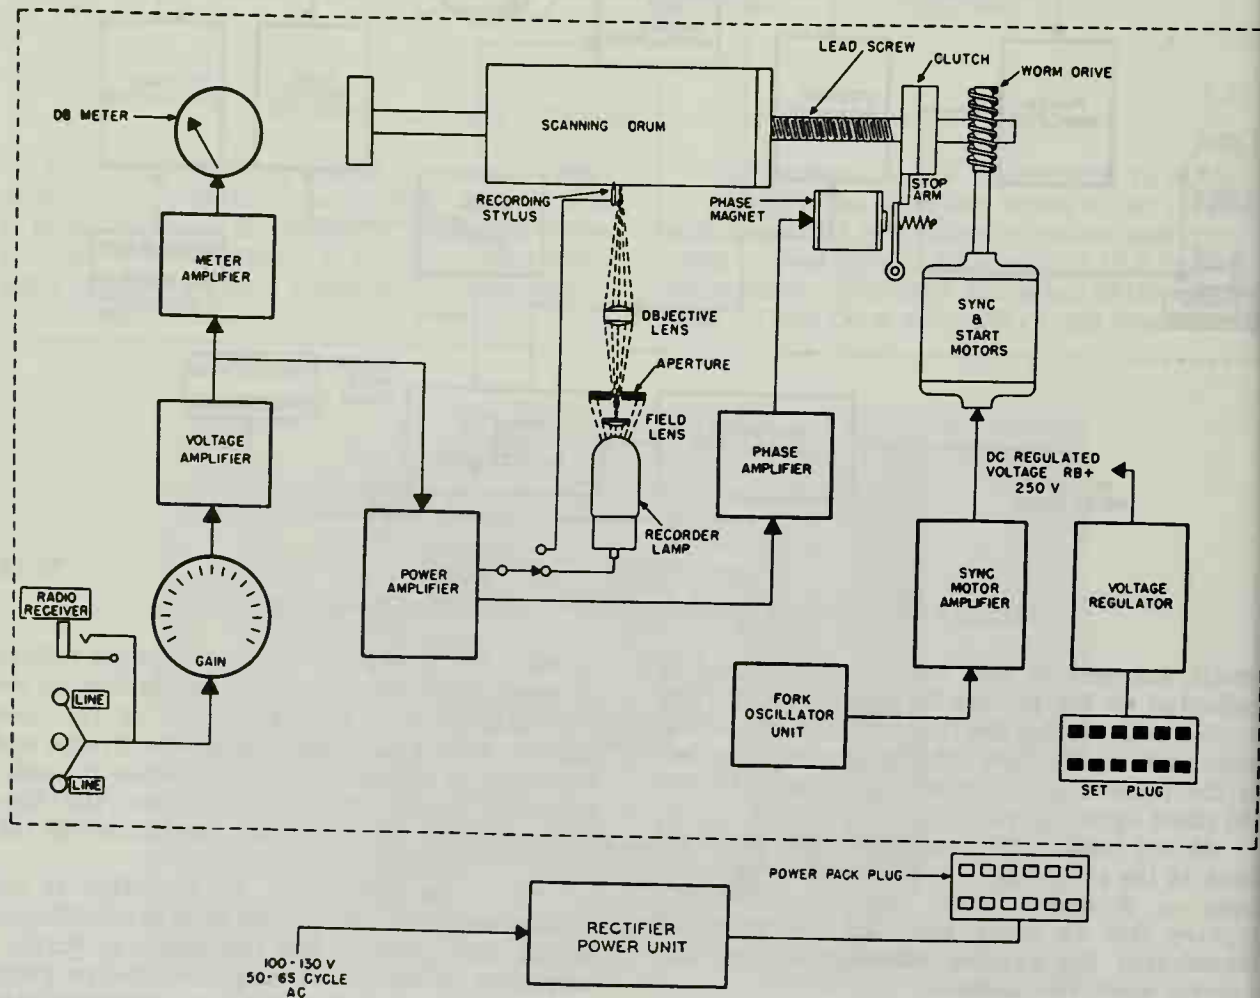 LEAD SCREW
CLUTCH
WORM DRIVE
DB METER
SCANNING DRUM
RECORDING
STYLUS
PHASE
MAGNET
STOP
ARM
METER
AMPLIFIER
OBJECTIVE
LENS
SYNC
&
START
MOTORS
APERTURE
FIELD
LENS
VOLTAGE
AMPLIFIER
PHASE
AMPLIFIER
DC REGULATED
VOLTAGE RB+
250 V
RECORDER
LAMP
POWER
AMPLIFIER
SYNC
MOTOR
AMPLIFIER
VOLTAGE
REGULATOR
RADIO
RECEIVER
GAIN
LINE
LINE
FORK
OSCILLATOR
UNIT
SET PLUG
POWER PACK PLUG
RECTIFIER
POWER UNIT
100-130 V
50-65 CYCLE
AC